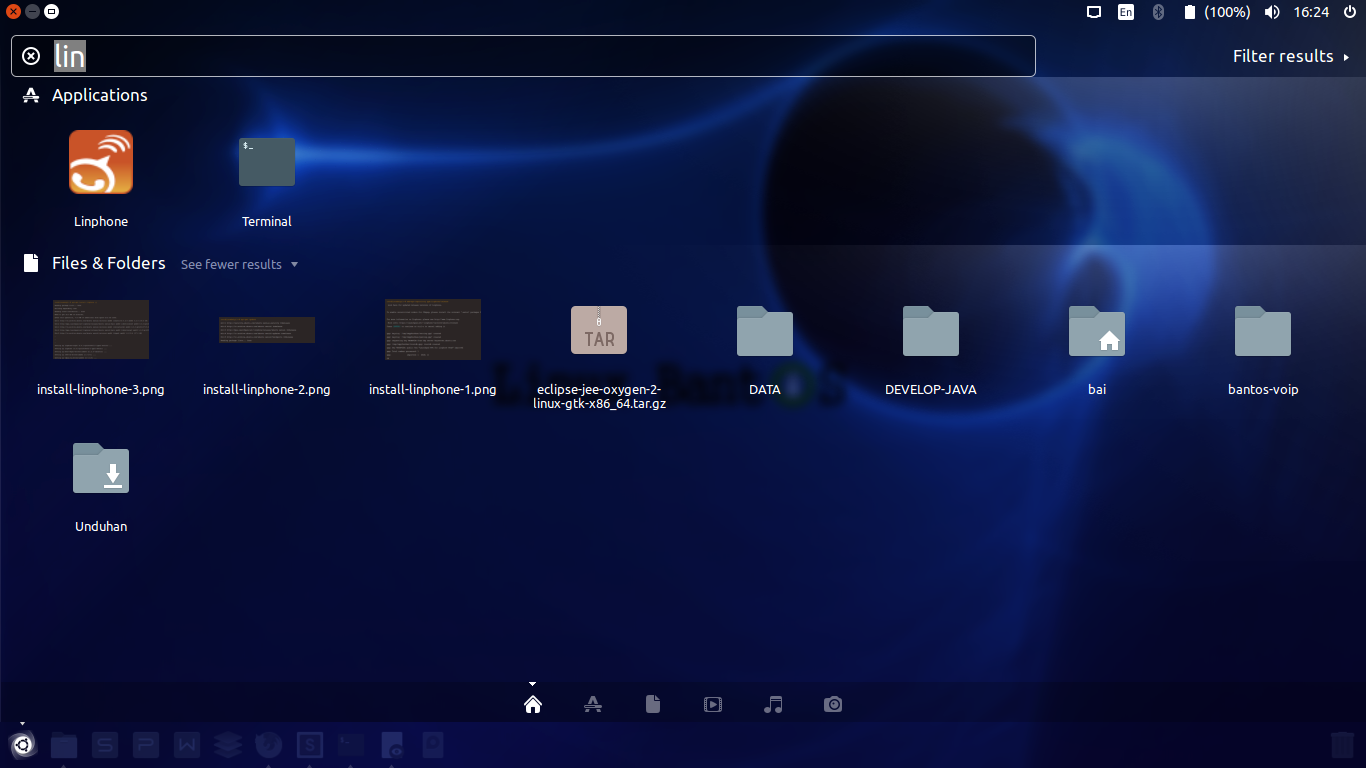 En
(100%)
16:24
lin
Filter results
Applications
$_
Linphone
Terminal
Files & Folders
See fewer results
TAR
install-linphone-3.png
install-linphone-2.png
install-linphone-1.png
eclipse-jee-oxygen-2-
linux-gtk-x86_64.tar.gz
DATA
DEVELOP-JAVA
bai
bantos-voip
Unduhan
S
P
W
S